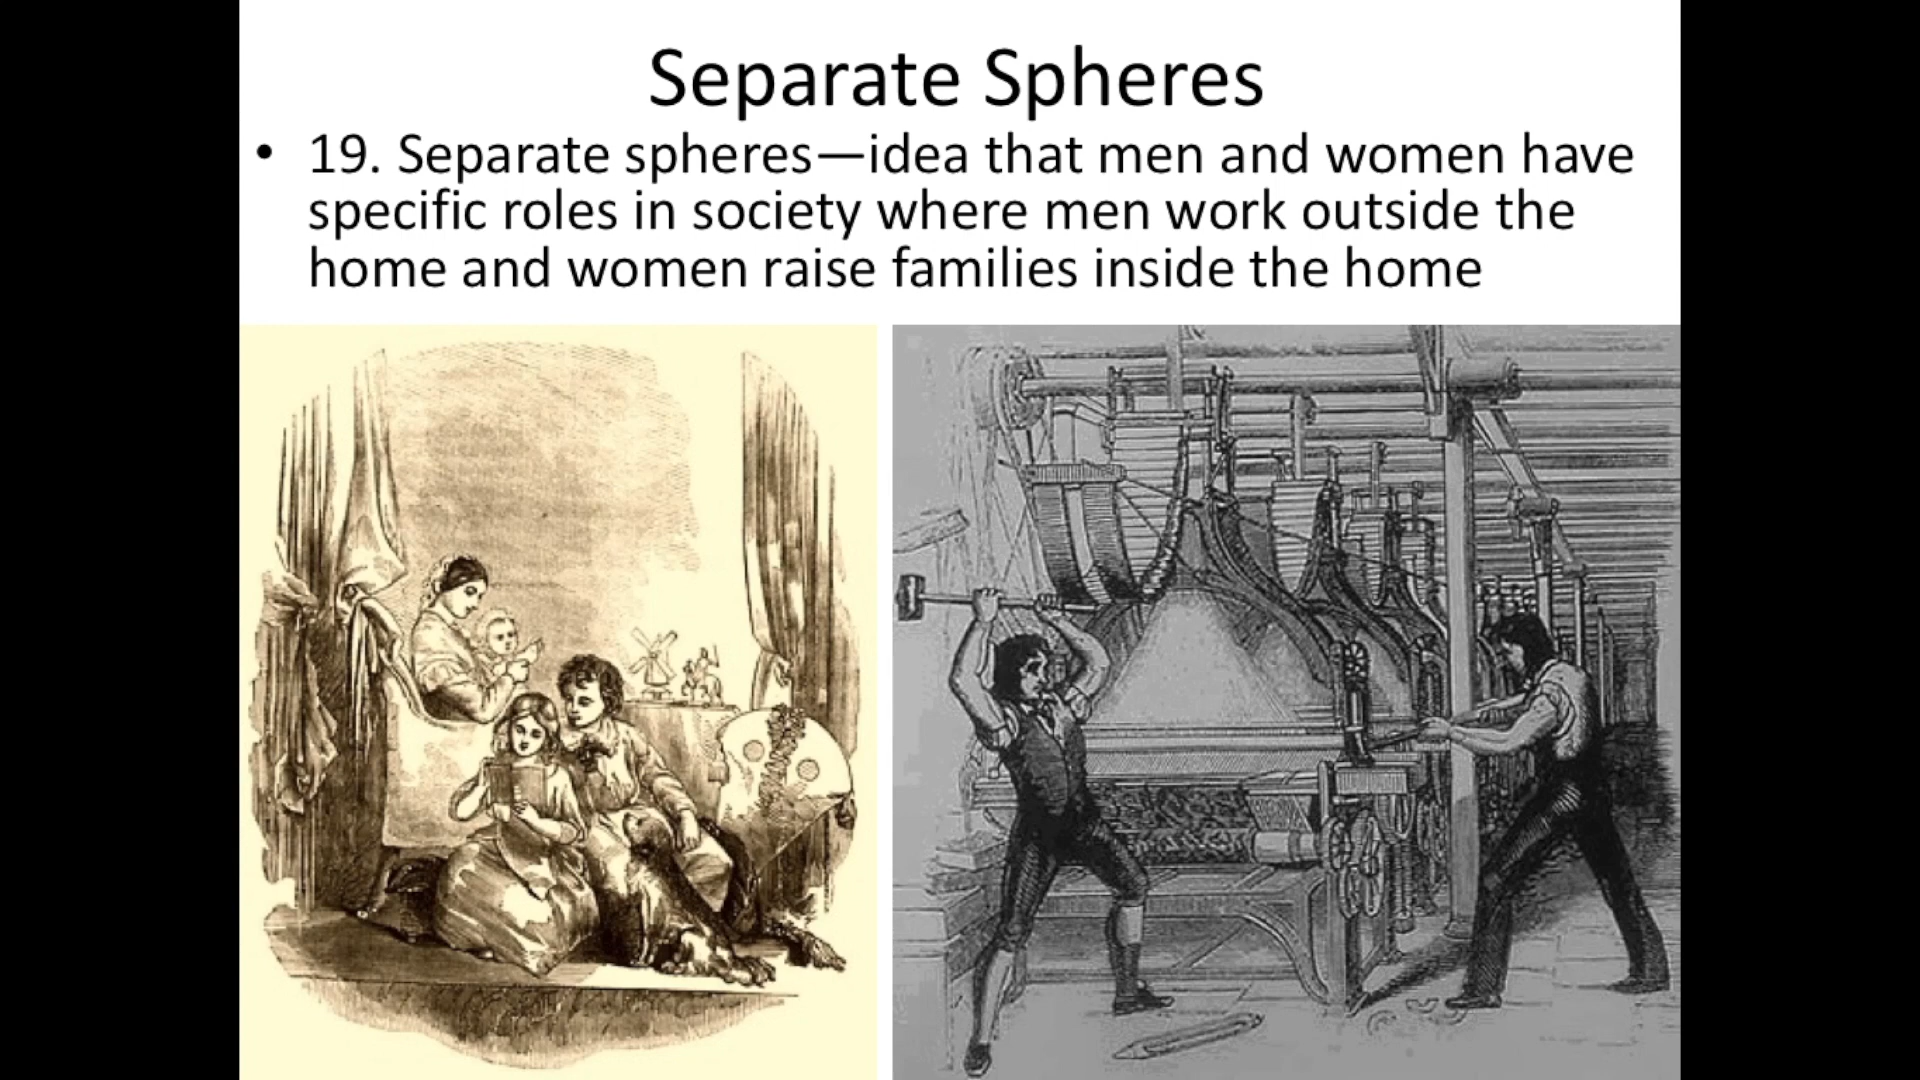 Separate Spheres
• 19. Separate spheres—idea that men and women have
specific roles in society where men work outside the
home and women raise families inside the home